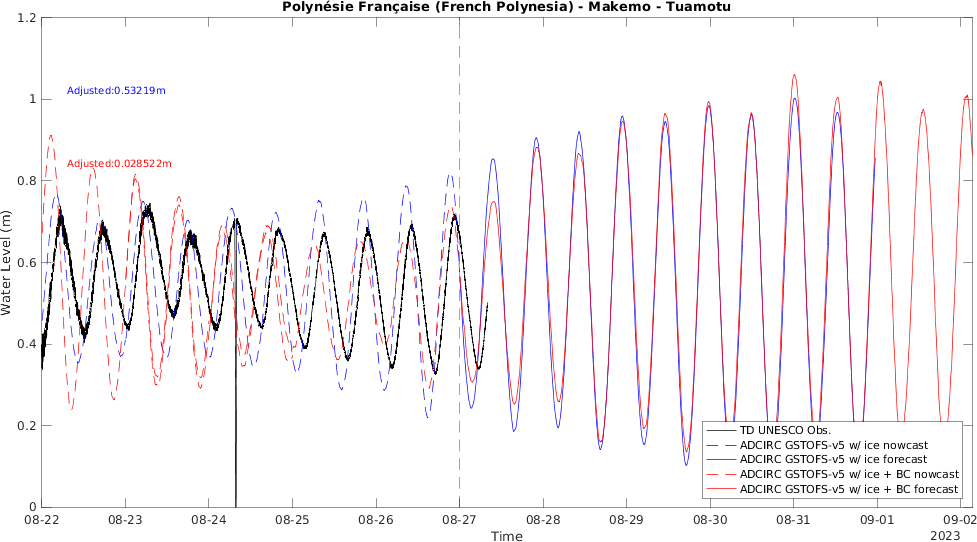 Polynésie Française (French Polynesia) - Makemo - Tuamotu
1.2
1
0.8
0.6
0.4
0.2
0
Water Level (m)
Adjusted:0.53219m
Adjusted:0.028522m
TD UNESCO Obs.
ADCIRC GSTOFS-v5 w/ ice nowcast
ADCIRC GSTOFS-v5 w/ ice forecast
ADCIRC GSTOFS-v5 w/ ice + BC nowcast
ADCIRC GSTOFS-v5 w/ ice + BC forecast
08-22 08-23 08-24 08-25 08-26 08-27 08-28 08-29 08-30 08-31 09-01 09-02
Time
2023